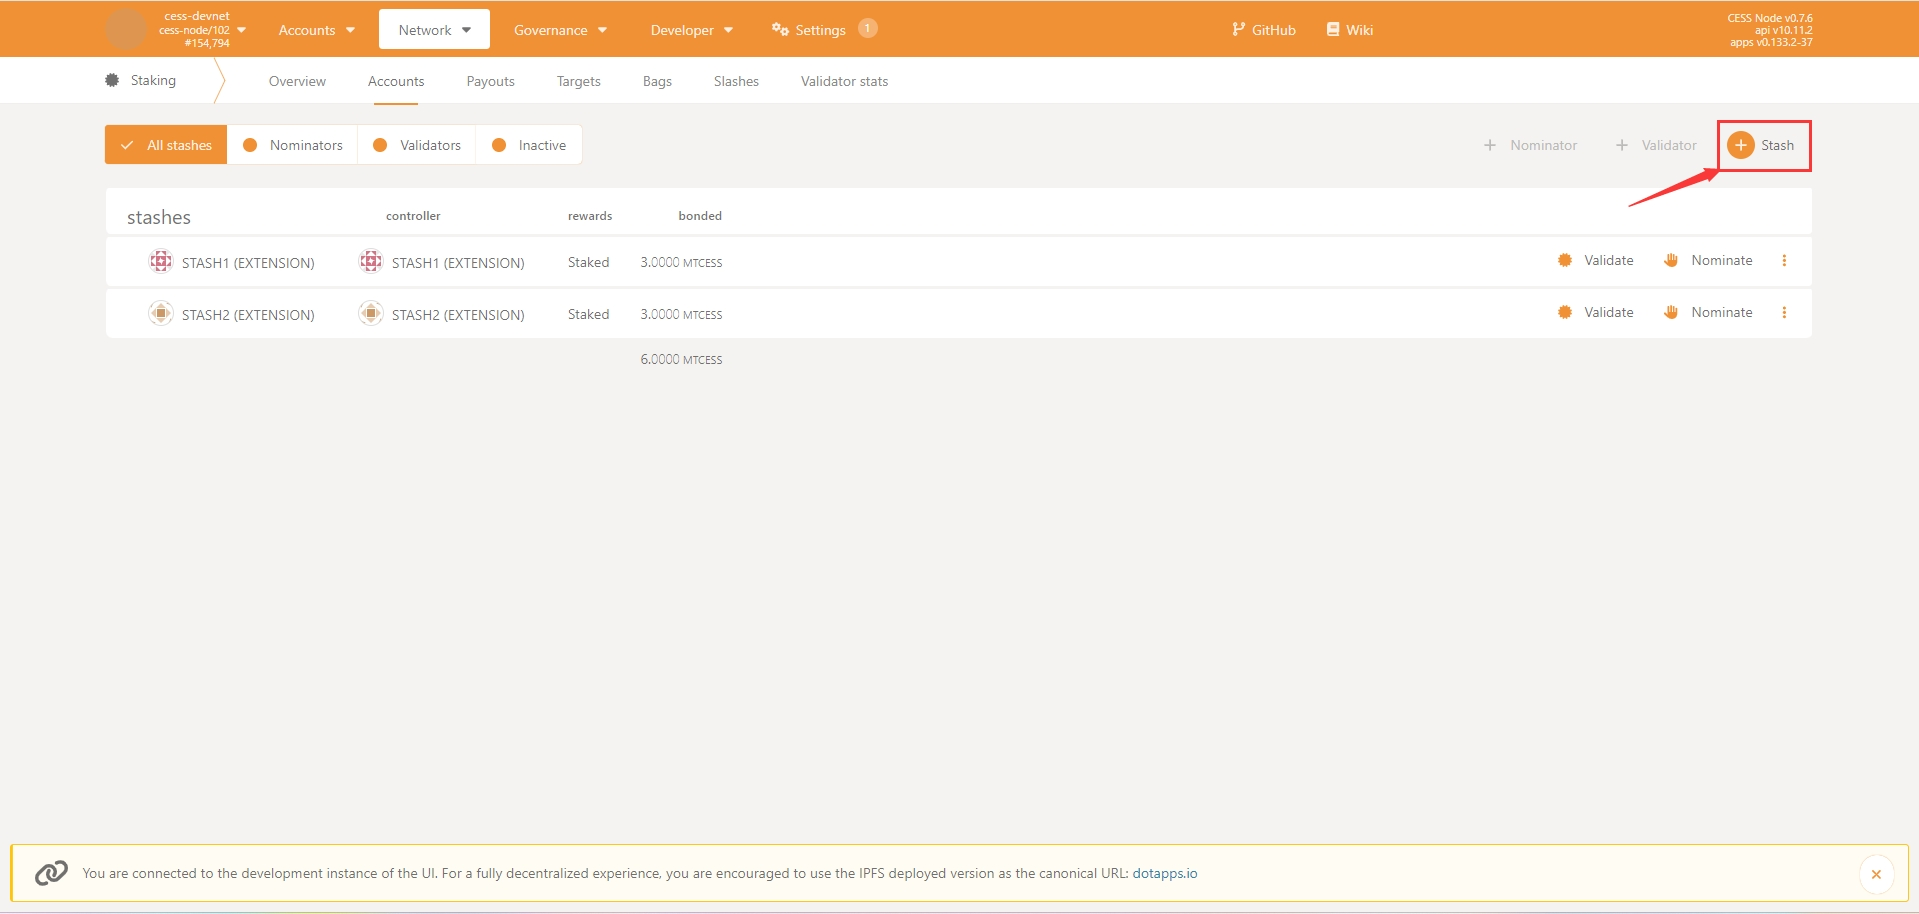 cess-devnet
cess-node/102
#154,794
Accounts
Network
Governance
Developer
Settings
1
GitHub
Wiki
CESS Node v0.7.6
api v10.11.2
apps v0.133.2-37
Staking
Overview
Accounts
Payouts
Targets
Bags
Slashes
Validator stats
All stashes
Nominators
Validators
Inactive
Nominator
Validator
Stash
stashes controller rewards bonded
STASH1 (EXTENSION) STASH1 (EXTENSION) Staked 3.0000 MTCESS Validate Nominate
STASH2 (EXTENSION) STASH2 (EXTENSION) Staked 3.0000 MTCESS Validate Nominate
6.0000 MTCESS
You are connected to the development instance of the UI. For a fully decentralized experience, you are encouraged to use the IPFS deployed version as the canonical URL: dotapps.io